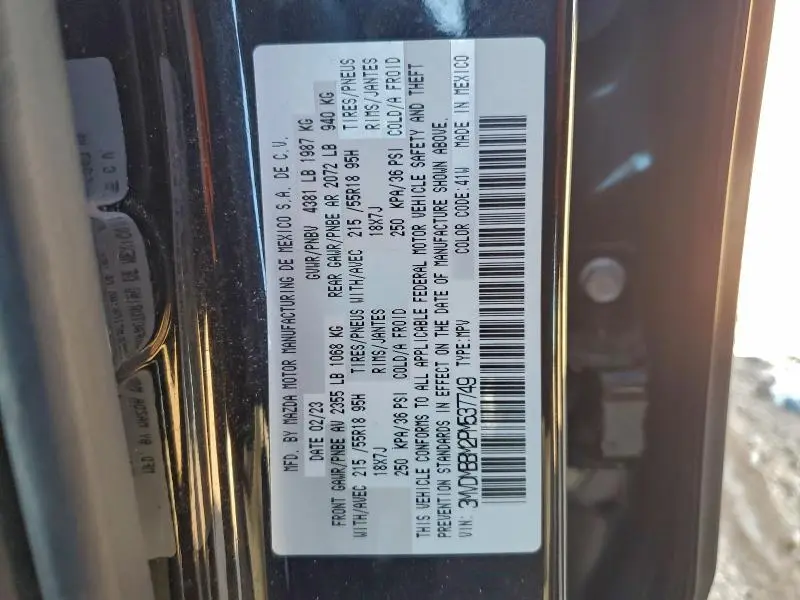 MFD. BY MAZDA MOTOR MANUFACTURING DE MEXICO S.A. DE C.V.
DATE 02/23 GVWR/PNBV 4381 LB 1987 KG
FRONT GAWR/PNBE AV 2355 LB 1068 KG REAR GAWR/PNBE AR 2072 LB 940 KG
WITH/AVEC 215 /55R18 95H TIRES/PNEUS WITH/AVEC 215 /55R18 95H TIRES/PNEUS
18X7J RIMS/JANTES 18X7J RIMS/JANTES
250 KPA/36 PSI COLD/A FROID 250 KPA/36 PSI COLD/A FROID
THIS VEHICLE CONFORMS TO ALL APPLICABLE FEDERAL MOTOR VEHICLE SAFETY AND THEFT
PREVENTION STANDARDS IN EFFECT ON THE DATE OF MANUFACTURE SHOWN ABOVE.
VIN: 3MVDMBBM2PM537749 TYPE:MPV COLOR CODE:41W MADE IN MEXICO